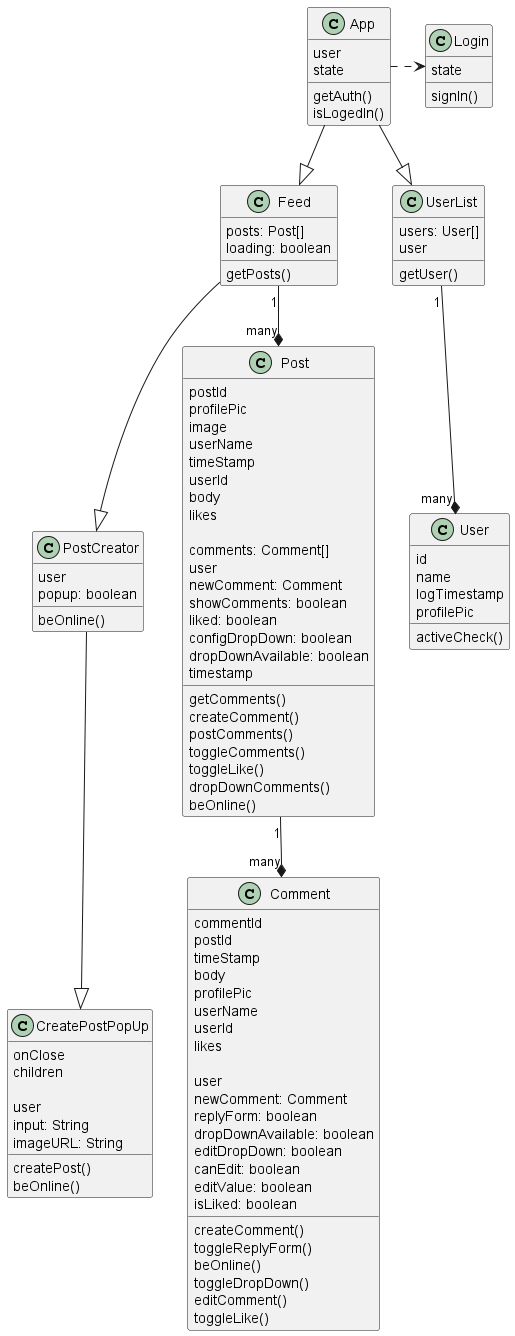 C App
user
state
getAuth()
isLogedIn()
C Login
state
signIn()
C Feed
posts: Post[]
loading: boolean
getPosts()
C UserList
users: User[]
user
getUser()
1
many
1
many
C Post
postId
profilePic
image
userName
timeStamp
userId
body
likes
comments: Comment[]
user
newComment: Comment
showComments: boolean
liked: boolean
configDropDown: boolean
dropDownAvailable: boolean
timestamp
getComments()
createComment()
postComments()
toggleComments()
toggleLike()
dropDownComments()
beOnline()
C User
id
name
logTimestamp
profilePic
activeCheck()
C PostCreator
user
popup: boolean
beOnline()
1
many
C Comment
commentId
postId
timeStamp
body
profilePic
userName
userId
likes
user
newComment: Comment
replyForm: boolean
dropDownAvailable: boolean
editDropDown: boolean
canEdit: boolean
editValue: boolean
isLiked: boolean
createComment()
toggleReplyForm()
beOnline()
toggleDropDown()
editComment()
toggleLike()
C CreatePostPopUp
onClose
children
user
input: String
imageURL: String
createPost()
beOnline()